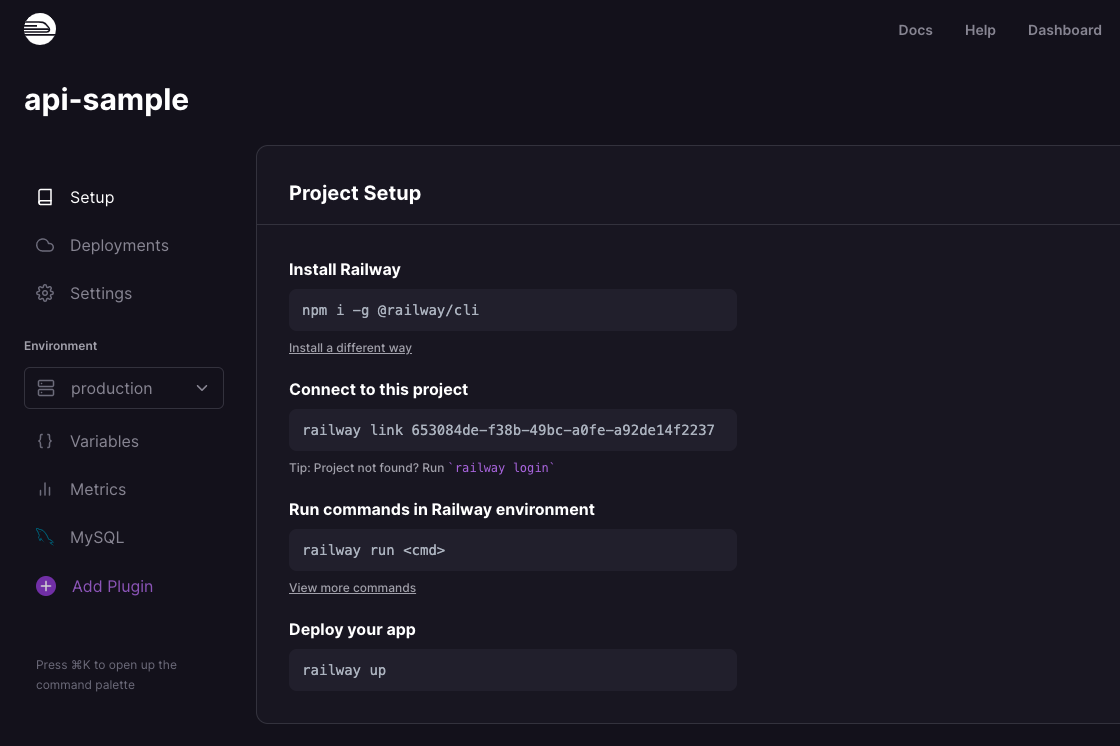 Docs Help Dashboard
api-sample
Setup
Deployments
Settings
Environment
production
Variables
Metrics
MySQL
Add Plugin
Press ⌘K to open up the
command palette
Project Setup
Install Railway
npm i -g @railway/cli
Install a different way
Connect to this project
railway link 653084de-f38b-49bc-a0fe-a92de14f2237
Tip: Project not found? Run `railway login`
Run commands in Railway environment
railway run <cmd>
View more commands
Deploy your app
railway up